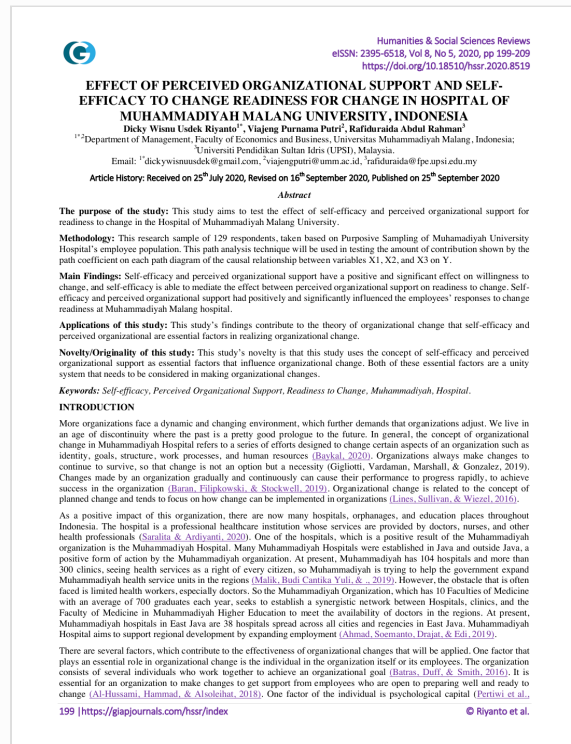 Humanities & Social Sciences Reviews
eISSN: 2395-6518, Vol 8, No 5, 2020, pp 199-209
https://doi.org/10.18510/hssr.2020.8519
EFFECT OF PERCEIVED ORGANIZATIONAL SUPPORT AND SELF-
EFFICACY TO CHANGE READINESS FOR CHANGE IN HOSPITAL OF
MUHAMMADIYAH MALANG UNIVERSITY, INDONESIA
Dicky Wisnu Usdek Riyanto1*, Viajeng Purnama Putri2, Rafiduraida Abdul Rahman3
1*2Department of Management, Faculty of Economics and Business, Universitas Muhammadiyah Malang, Indonesia;
3Universiti Pendidikan Sultan Idris (UPSI), Malaysia.
Email: 1*dickywisnuusdek@gmail.com, 2viajengputri@umm.ac.id, 3rafiduraida@fpe.upsi.edu.my
Article History: Received on 25th July 2020, Revised on 16th September 2020, Published on 25th September 2020
Abstract
The purpose of the study: This study aims to test the effect of self-efficacy and perceived organizational support for
readiness to change in the Hospital of Muhammadiyah Malang University.
Methodology: This research sample of 129 respondents, taken based on Purposive Sampling of Muhamadiyah University
Hospital's employee population. This path analysis technique will be used in testing the amount of contribution shown by the
path coefficient on each path diagram of the causal relationship between variables X1, X2, and X3 on Y.
Main Findings: Self-efficacy and perceived organizational support have a positive and significant effect on willingness to
change, and self-efficacy is able to mediate the effect between perceived organizational support on readiness to change. Self-
efficacy and perceived organizational support had positively and significantly influenced the employees' responses to change
readiness at Muhammadiyah Malang hospital.
Applications of this study: This study's findings contribute to the theory of organizational change that self-efficacy and
perceived organizational are essential factors in realizing organizational change.
Novelty/Originality of this study: This study's novelty is that this study uses the concept of self-efficacy and perceived
organizational support as essential factors that influence organizational change. Both of these essential factors are a unity
system that needs to be considered in making organizational changes.
Keywords: Self-efficacy, Perceived Organizational Support, Readiness to Change, Muhammadiyah, Hospital.
INTRODUCTION
More organizations face a dynamic and changing environment, which further demands that organizations adjust. We live in
an age of discontinuity where the past is a pretty good prologue to the future. In general, the concept of organizational
change in Muhammadiyah Hospital refers to a series of efforts designed to change certain aspects of an organization such as
identity, goals, structure, work processes, and human resources (Baykal, 2020). Organizations always make changes to
continue to survive, so that change is not an option but a necessity (Gigliotti, Vardaman, Marshall, & Gonzalez, 2019).
Changes made by an organization gradually and continuously can cause their performance to progress rapidly, to achieve
success in the organization (Baran, Filipkowski, & Stockwell, 2019). Organizational change is related to the concept of
planned change and tends to focus on how change can be implemented in organizations (Lines, Sullivan, & Wiezel, 2016).
As a positive impact of this organization, there are now many hospitals, orphanages, and education places throughout
Indonesia. The hospital is a professional healthcare institution whose services are provided by doctors, nurses, and other
health professionals (Saralita & Ardiyanti, 2020). One of the hospitals, which is a positive result of the Muhammadiyah
organization is the Muhammadiyah Hospital. Many Muhammadiyah Hospitals were established in Java and outside Java, a
positive form of action by the Muhammadiyah organization. At present, Muhammadiyah has 104 hospitals and more than
300 clinics, seeing health services as a right of every citizen, so Muhammadiyah is trying to help the government expand
Muhammadiyah health service units in the regions (Malik, Budi Cantika Yuli, & ., 2019). However, the obstacle that is often
faced is limited health workers, especially doctors. So the Muhammadiyah Organization, which has 10 Faculties of Medicine
with an average of 700 graduates each year, seeks to establish a synergistic network between Hospitals, clinics, and the
Faculty of Medicine in Muhammadiyah Higher Education to meet the availability of doctors in the regions. At present,
Muhammadiyah hospitals in East Java are 38 hospitals spread across all cities and regencies in East Java. Muhammadiyah
Hospital aims to support regional development by expanding employment (Ahmad, Soemanto, Drajat, & Edi, 2019).
There are several factors, which contribute to the effectiveness of organizational changes that will be applied. One factor that
plays an essential role in organizational change is the individual in the organization itself or its employees. The organization
consists of several individuals who work together to achieve an organizational goal (Batras, Duff, & Smith, 2016). It is
essential for an organization to make changes to get support from employees who are open to preparing well and ready to
change (Al-Hussami, Hammad, & Alsoleihat, 2018). One factor of the individual is psychological capital (Pertiwi et al.,
199 |https://giapjournals.com/hssr/index
© Riyanto et al.